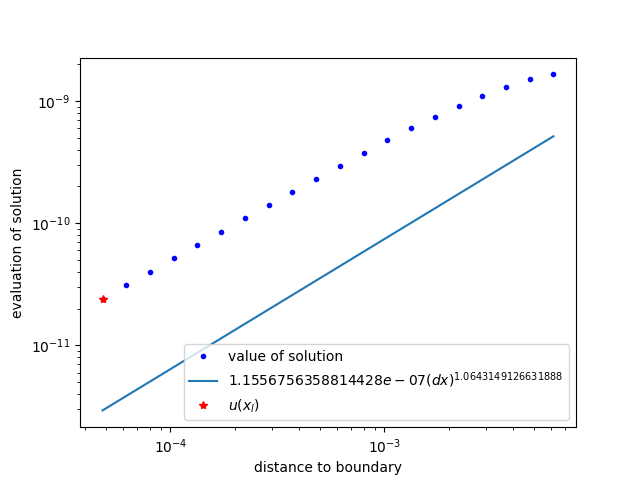 10⁻⁹
10⁻¹⁰
10⁻¹¹
evaluation of solution
value of solution
1.1556756358814428e − 07(dx)^1.0643149126631888
u(x_l)
10⁻⁴
10⁻³
distance to boundary